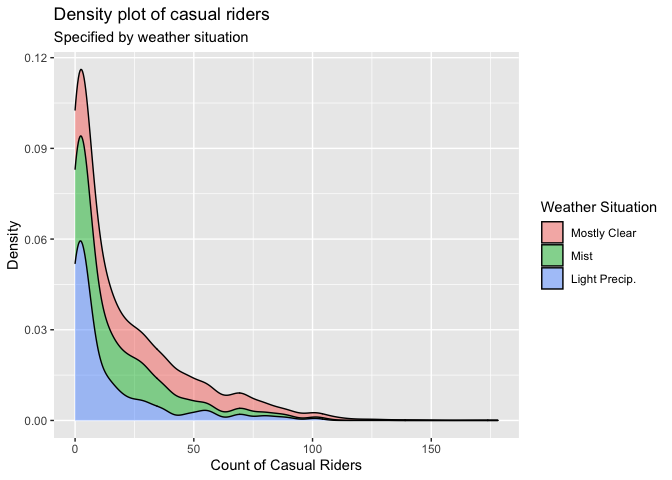 Density plot of casual riders
Specified by weather situation
0.12
0.09
0.06
0.03
0.00
Density
0
50
100
150
Count of Casual Riders
Weather Situation
Mostly Clear
Mist
Light Precip.